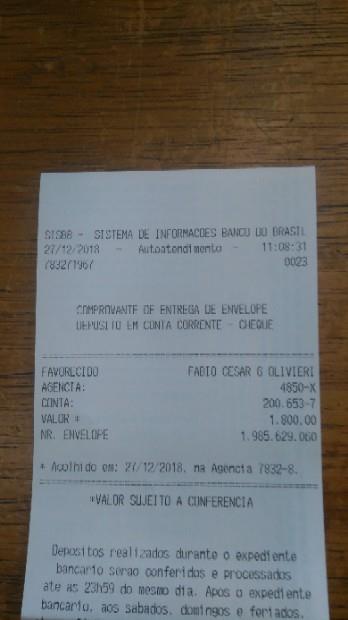 SISBB - SISTEMA DE INFORMACOES BANCO DO BRASIL
27/12/2018 - Autoatendimento - 11:08:31
783271967 0023
COMPROVANTE DE ENTREGA DE ENVELOPE
DEPOSITO EM CONTA CORRENTE - CHEQUE
FAVORECIDO FABIO CESAR G OLIVIERI
AGENCIA: 4850-X
CONTA: 200.653-7
VALOR * 1.800,00
NR. ENVELOPE 1.985.629.060
* Acolhido em: 27/12/2018, na Agencia 7832-8.
*VALOR SUJEITO A CONFERENCIA
Depositos realizados durante o expediente
bancario serao conferidos e processados
ate as 23h59 do mesmo dia. Apos o expediente
bancario, aos sabados, domingos e feriados,